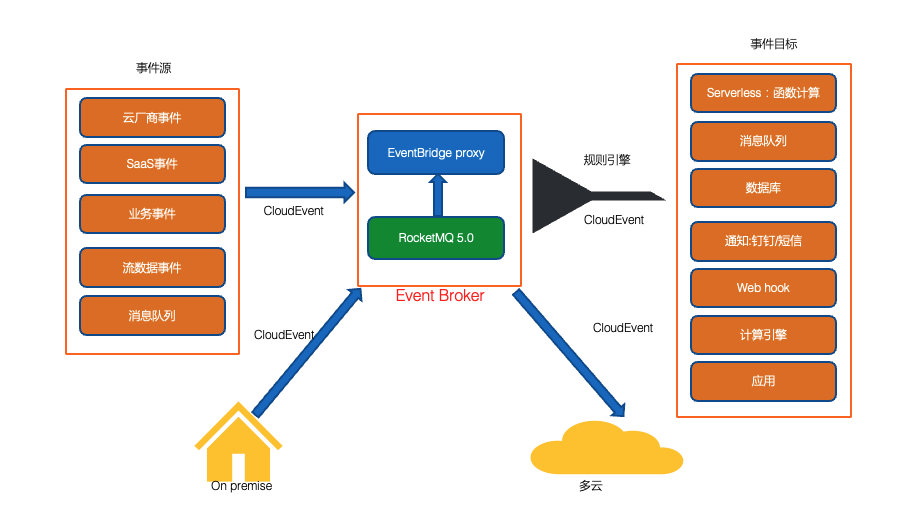 事件源
云厂商事件
SaaS事件
业务事件
流数据事件
消息队列
CloudEvent
EventBridge proxy
RocketMQ 5.0
Event Broker
规则引擎
CloudEvent
事件目标
Serverless：函数计算
消息队列
数据库
通知:钉钉/短信
Web hook
计算引擎
应用
CloudEvent
CloudEvent
On premise
多云